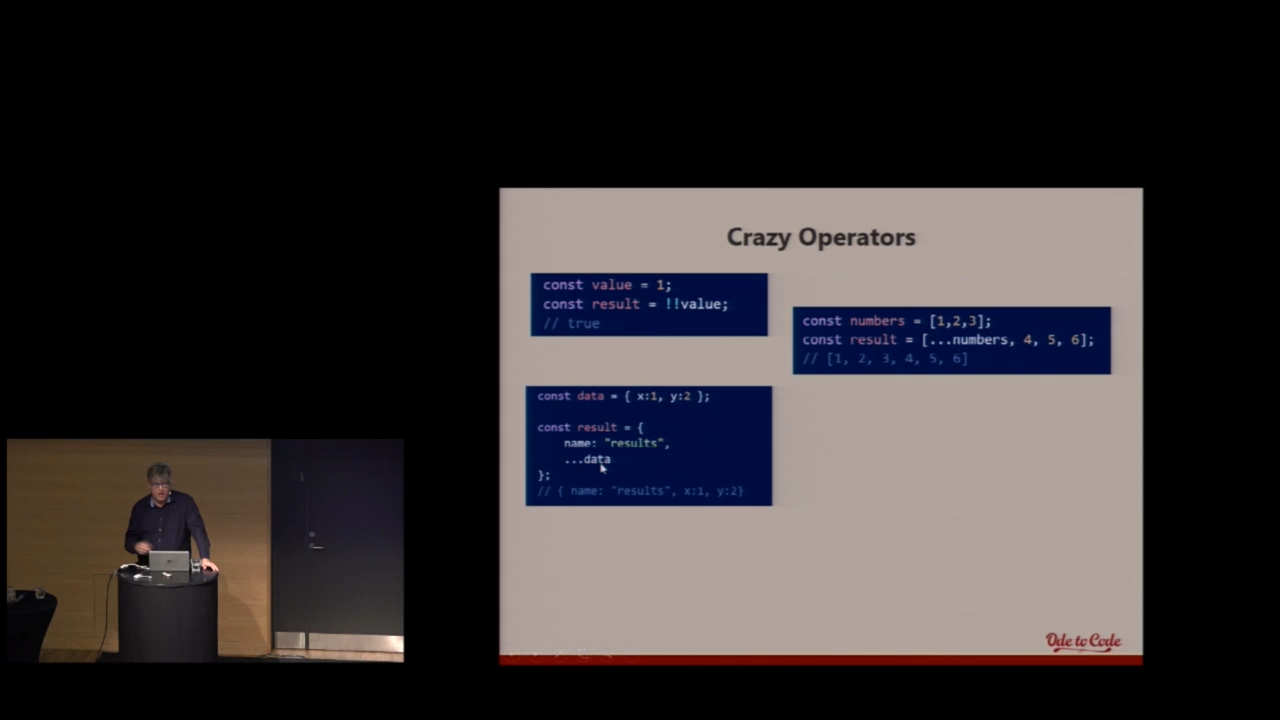 Crazy Operators
const value = 1;
const result = !!value;
// true
const numbers = [1,2,3];
const result = [...numbers, 4, 5, 6];
// [1, 2, 3, 4, 5, 6]
const data = { x:1, y:2 };
const result = {
name: "results",
...data
};
// { name: "results", x:1, y:2}
Ode to Code